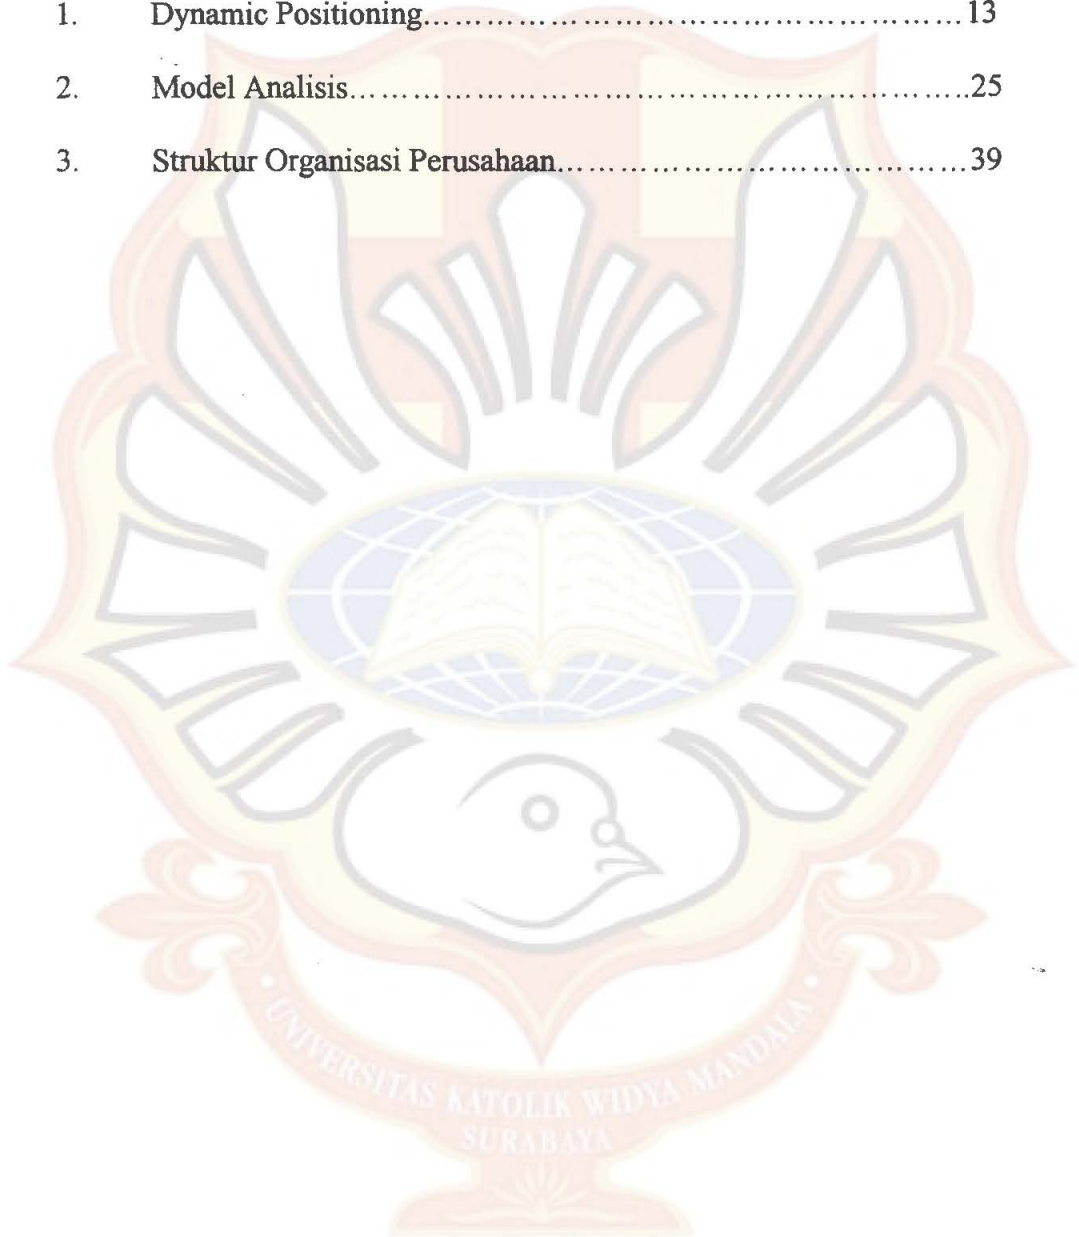 1. Dynamic Positioning……………………………………………13
2. Model Analisis…………………………………………………..25
3. Struktur Organisasi Perusahaan…………………………………39
• UNIVERSITAS KATOLIK WIDYA MANDALA •
SURABAYA